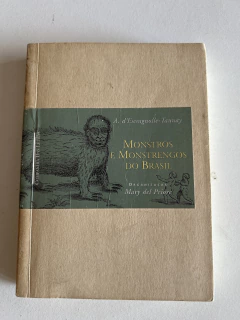 A. d'Escragnolle-Taunay
MONSTROS
E MONSTRENGOS
DO BRASIL
Organização
Mary del Priore